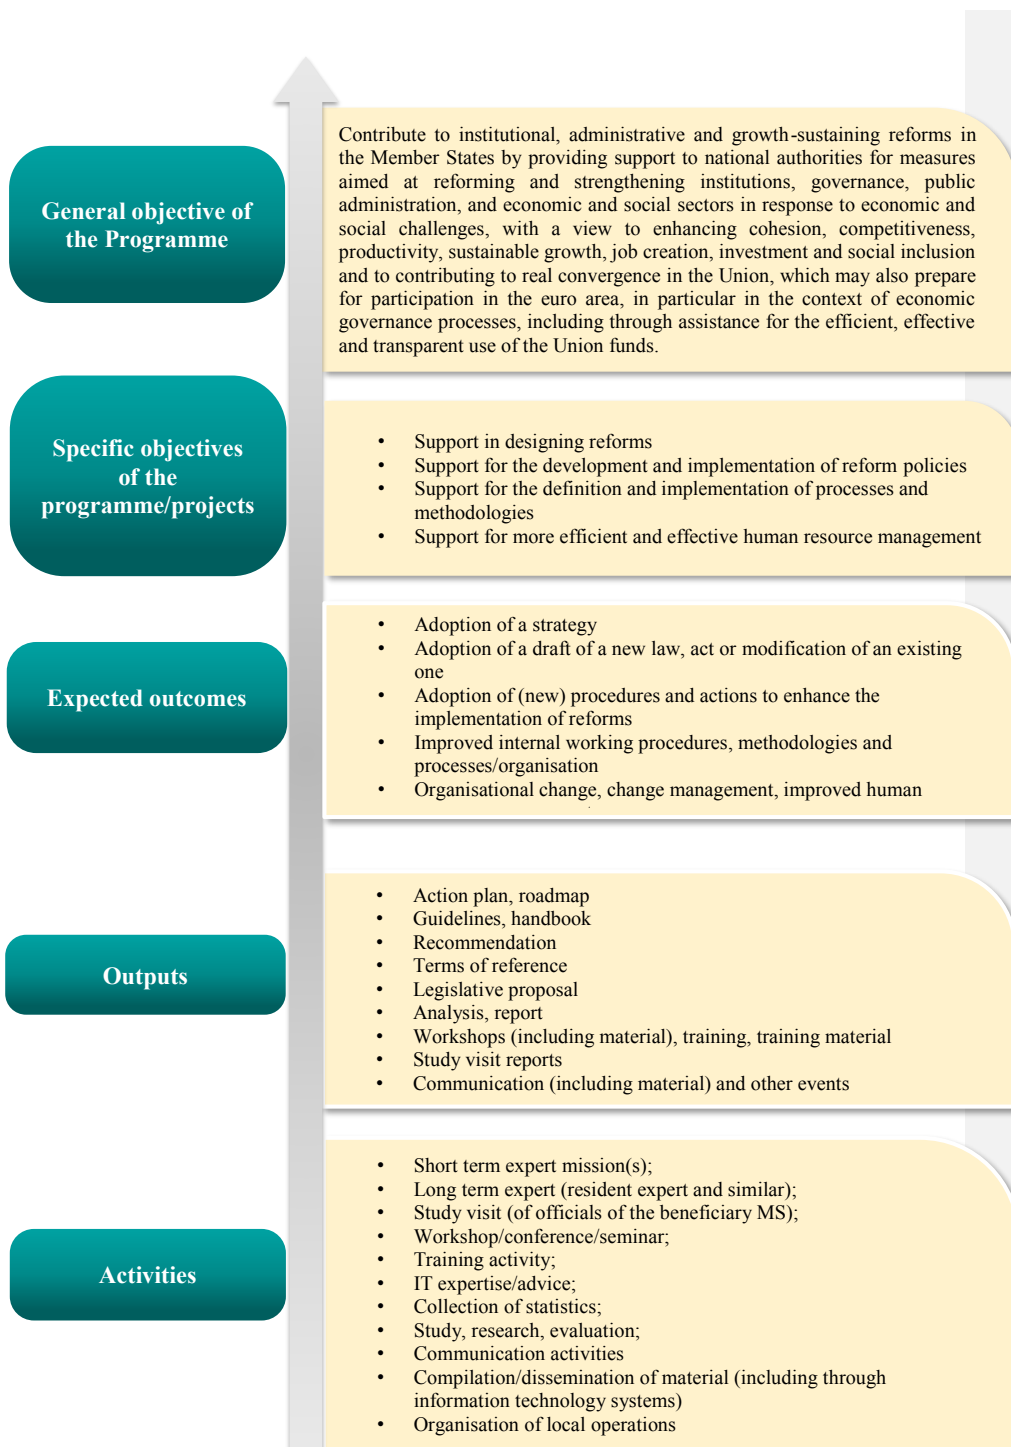 General objective of
the Programme
Contribute to institutional, administrative and growth-sustaining reforms in
the Member States by providing support to national authorities for measures
aimed at reforming and strengthening institutions, governance, public
administration, and economic and social sectors in response to economic and
social challenges, with a view to enhancing cohesion, competitiveness,
productivity, sustainable growth, job creation, investment and social inclusion
and to contributing to real convergence in the Union, which may also prepare
for participation in the euro area, in particular in the context of economic
governance processes, including through assistance for the efficient, effective
and transparent use of the Union funds.
Specific objectives
of the
programme/projects
• Support in designing reforms
• Support for the development and implementation of reform policies
• Support for the definition and implementation of processes and
methodologies
• Support for more efficient and effective human resource management
Expected outcomes
• Adoption of a strategy
• Adoption of a draft of a new law, act or modification of an existing
one
• Adoption of (new) procedures and actions to enhance the
implementation of reforms
• Improved internal working procedures, methodologies and
processes/organisation
• Organisational change, change management, improved human
Outputs
• Action plan, roadmap
• Guidelines, handbook
• Recommendation
• Terms of reference
• Legislative proposal
• Analysis, report
• Workshops (including material), training, training material
• Study visit reports
• Communication (including material) and other events
Activities
• Short term expert mission(s);
• Long term expert (resident expert and similar);
• Study visit (of officials of the beneficiary MS);
• Workshop/conference/seminar;
• Training activity;
• IT expertise/advice;
• Collection of statistics;
• Study, research, evaluation;
• Communication activities
• Compilation/dissemination of material (including through
information technology systems)
• Organisation of local operations